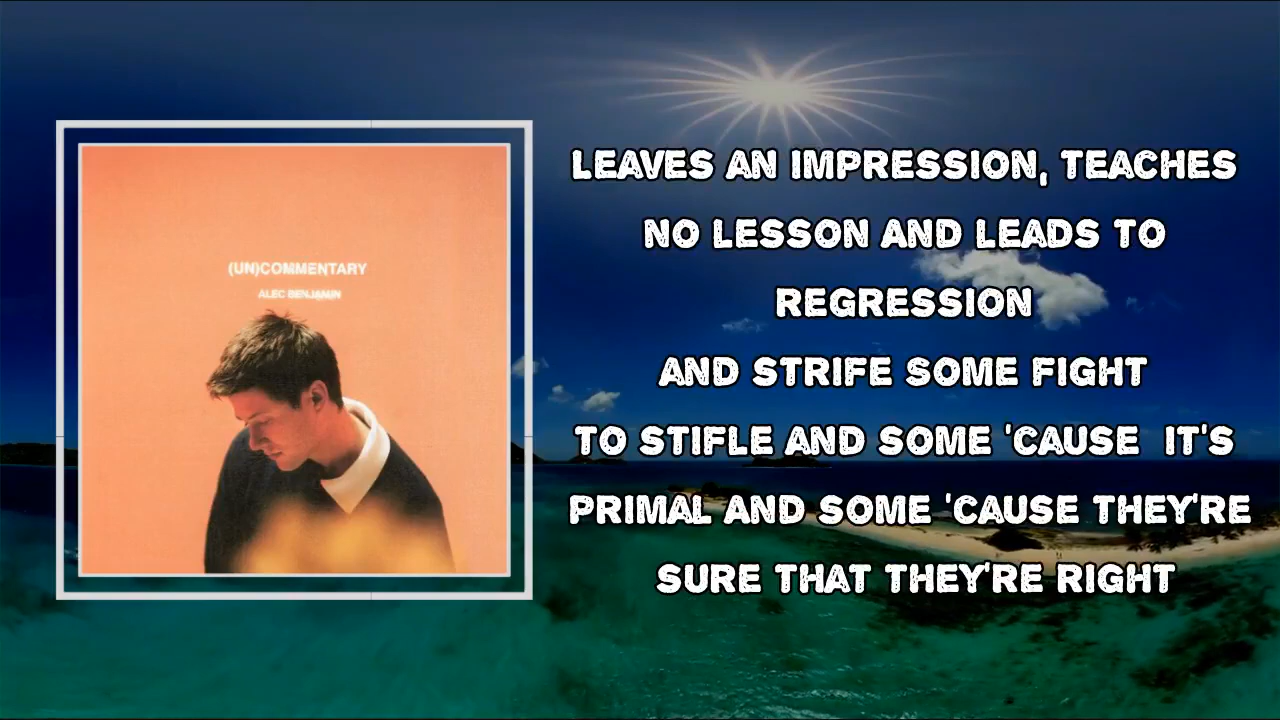 (UN)COMMENTARY
ALEC BENJAMIN
LEAVES AN IMPRESSION, TEACHES
NO LESSON AND LEADS TO
REGRESSION
AND STRIFE SOME FIGHT
TO STIFLE AND SOME 'CAUSE IT'S
PRIMAL AND SOME 'CAUSE THEY'RE
SURE THAT THEY'RE RIGHT